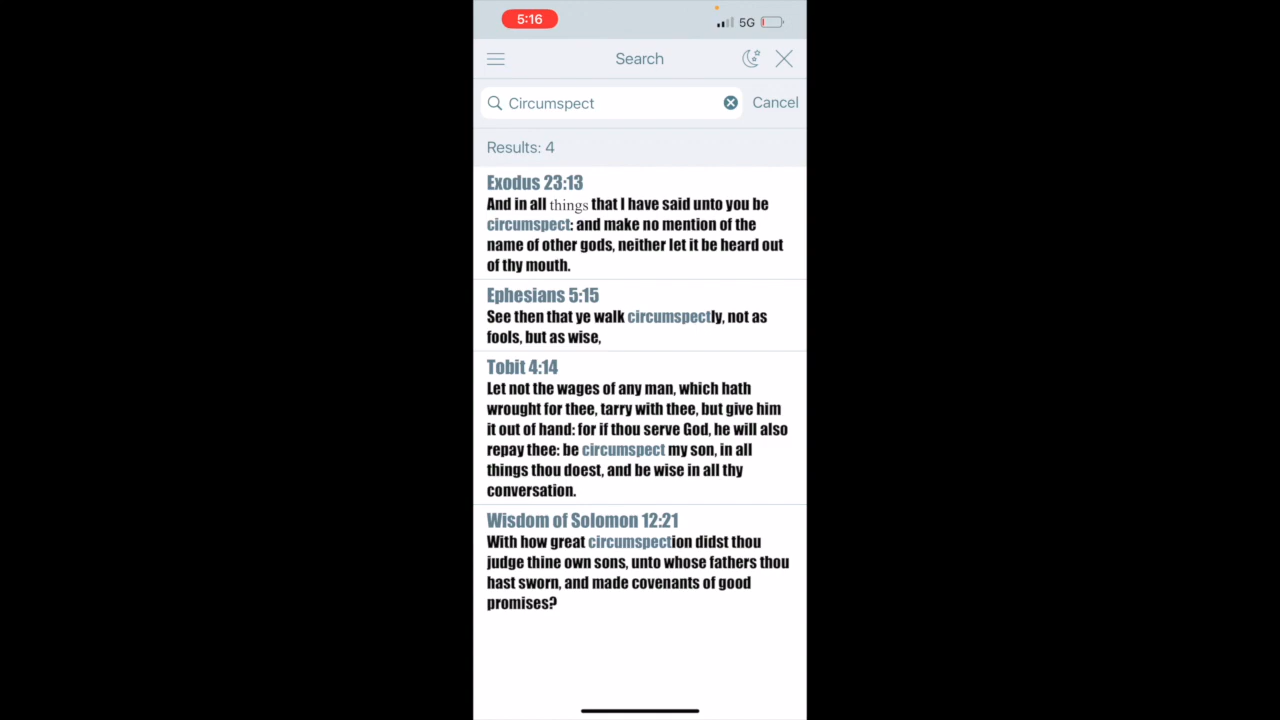 5:16
5G
Search
Circumspect
Cancel
Results: 4
Exodus 23:13
And in all things that I have said unto you be
circumspect: and make no mention of the
name of other gods, neither let it be heard out
of thy mouth.
Ephesians 5:15
See then that ye walk circumspectly, not as
fools, but as wise,
Tobit 4:14
Let not the wages of any man, which hath
wrought for thee, tarry with thee, but give him
it out of hand: for if thou serve God, he will also
repay thee: be circumspect my son, in all
things thou doest, and be wise in all thy
conversation.
Wisdom of Solomon 12:21
With how great circumspection didst thou
judge thine own sons, unto whose fathers thou
hast sworn, and made covenants of good
promises?